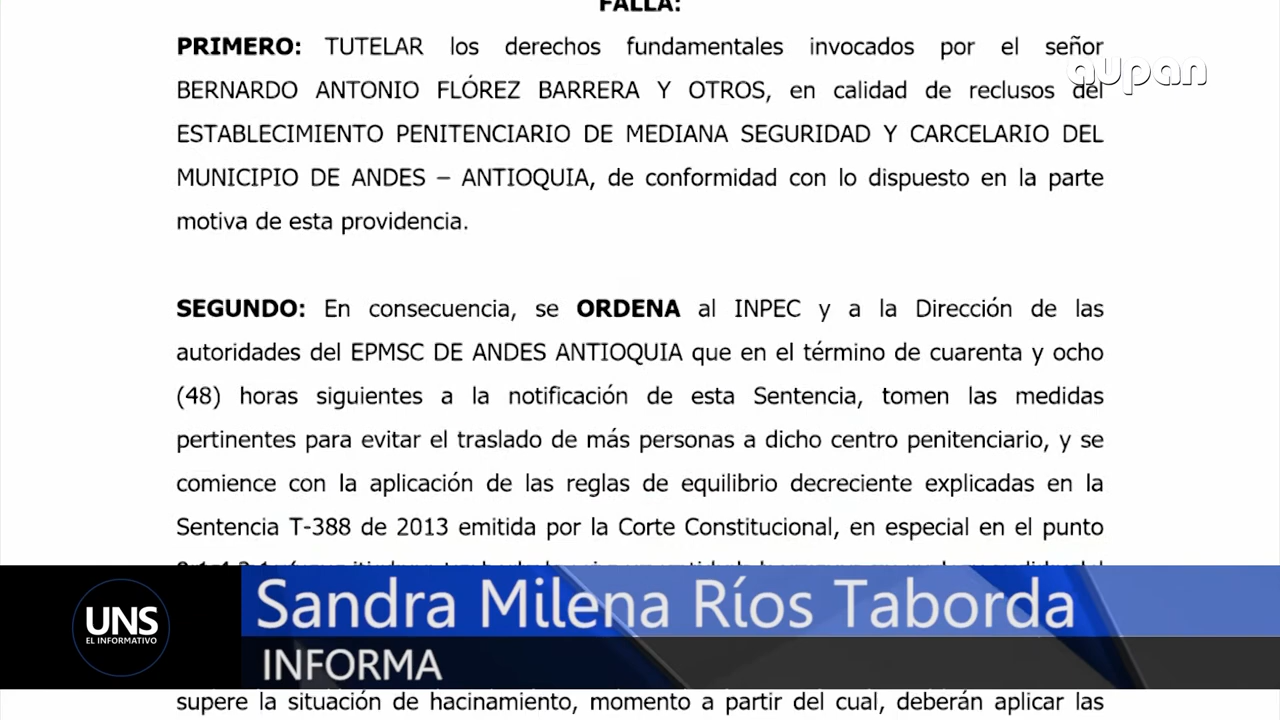 FALLA:
PRIMERO: TUTELAR los derechos fundamentales invocados por el señor
aupan
BERNARDO ANTONIO FLÓREZ BARRERA Y OTROS, en calidad de reclusos del
ESTABLECIMIENTO PENITENCIARIO DE MEDIANA SEGURIDAD Y CARCELARIO DEL
MUNICIPIO DE ANDES – ANTIOQUIA, de conformidad con lo dispuesto en la parte
motiva de esta providencia.
SEGUNDO: En consecuencia, se ORDENA al INPEC y a la Dirección de las
autoridades del EPMSC DE ANDES ANTIOQUIA que en el término de cuarenta y ocho
(48) horas siguientes a la notificación de esta Sentencia, tomen las medidas
pertinentes para evitar el traslado de más personas a dicho centro penitenciario, y se
comience con la aplicación de las reglas de equilibrio decreciente explicadas en la
Sentencia T-388 de 2013 emitida por la Corte Constitucional, en especial en el punto
UNS
EL INFORMATIVO
Sandra Milena Ríos Taborda
INFORMA
supere la situación de hacinamiento, momento a partir del cual, deberán aplicar las